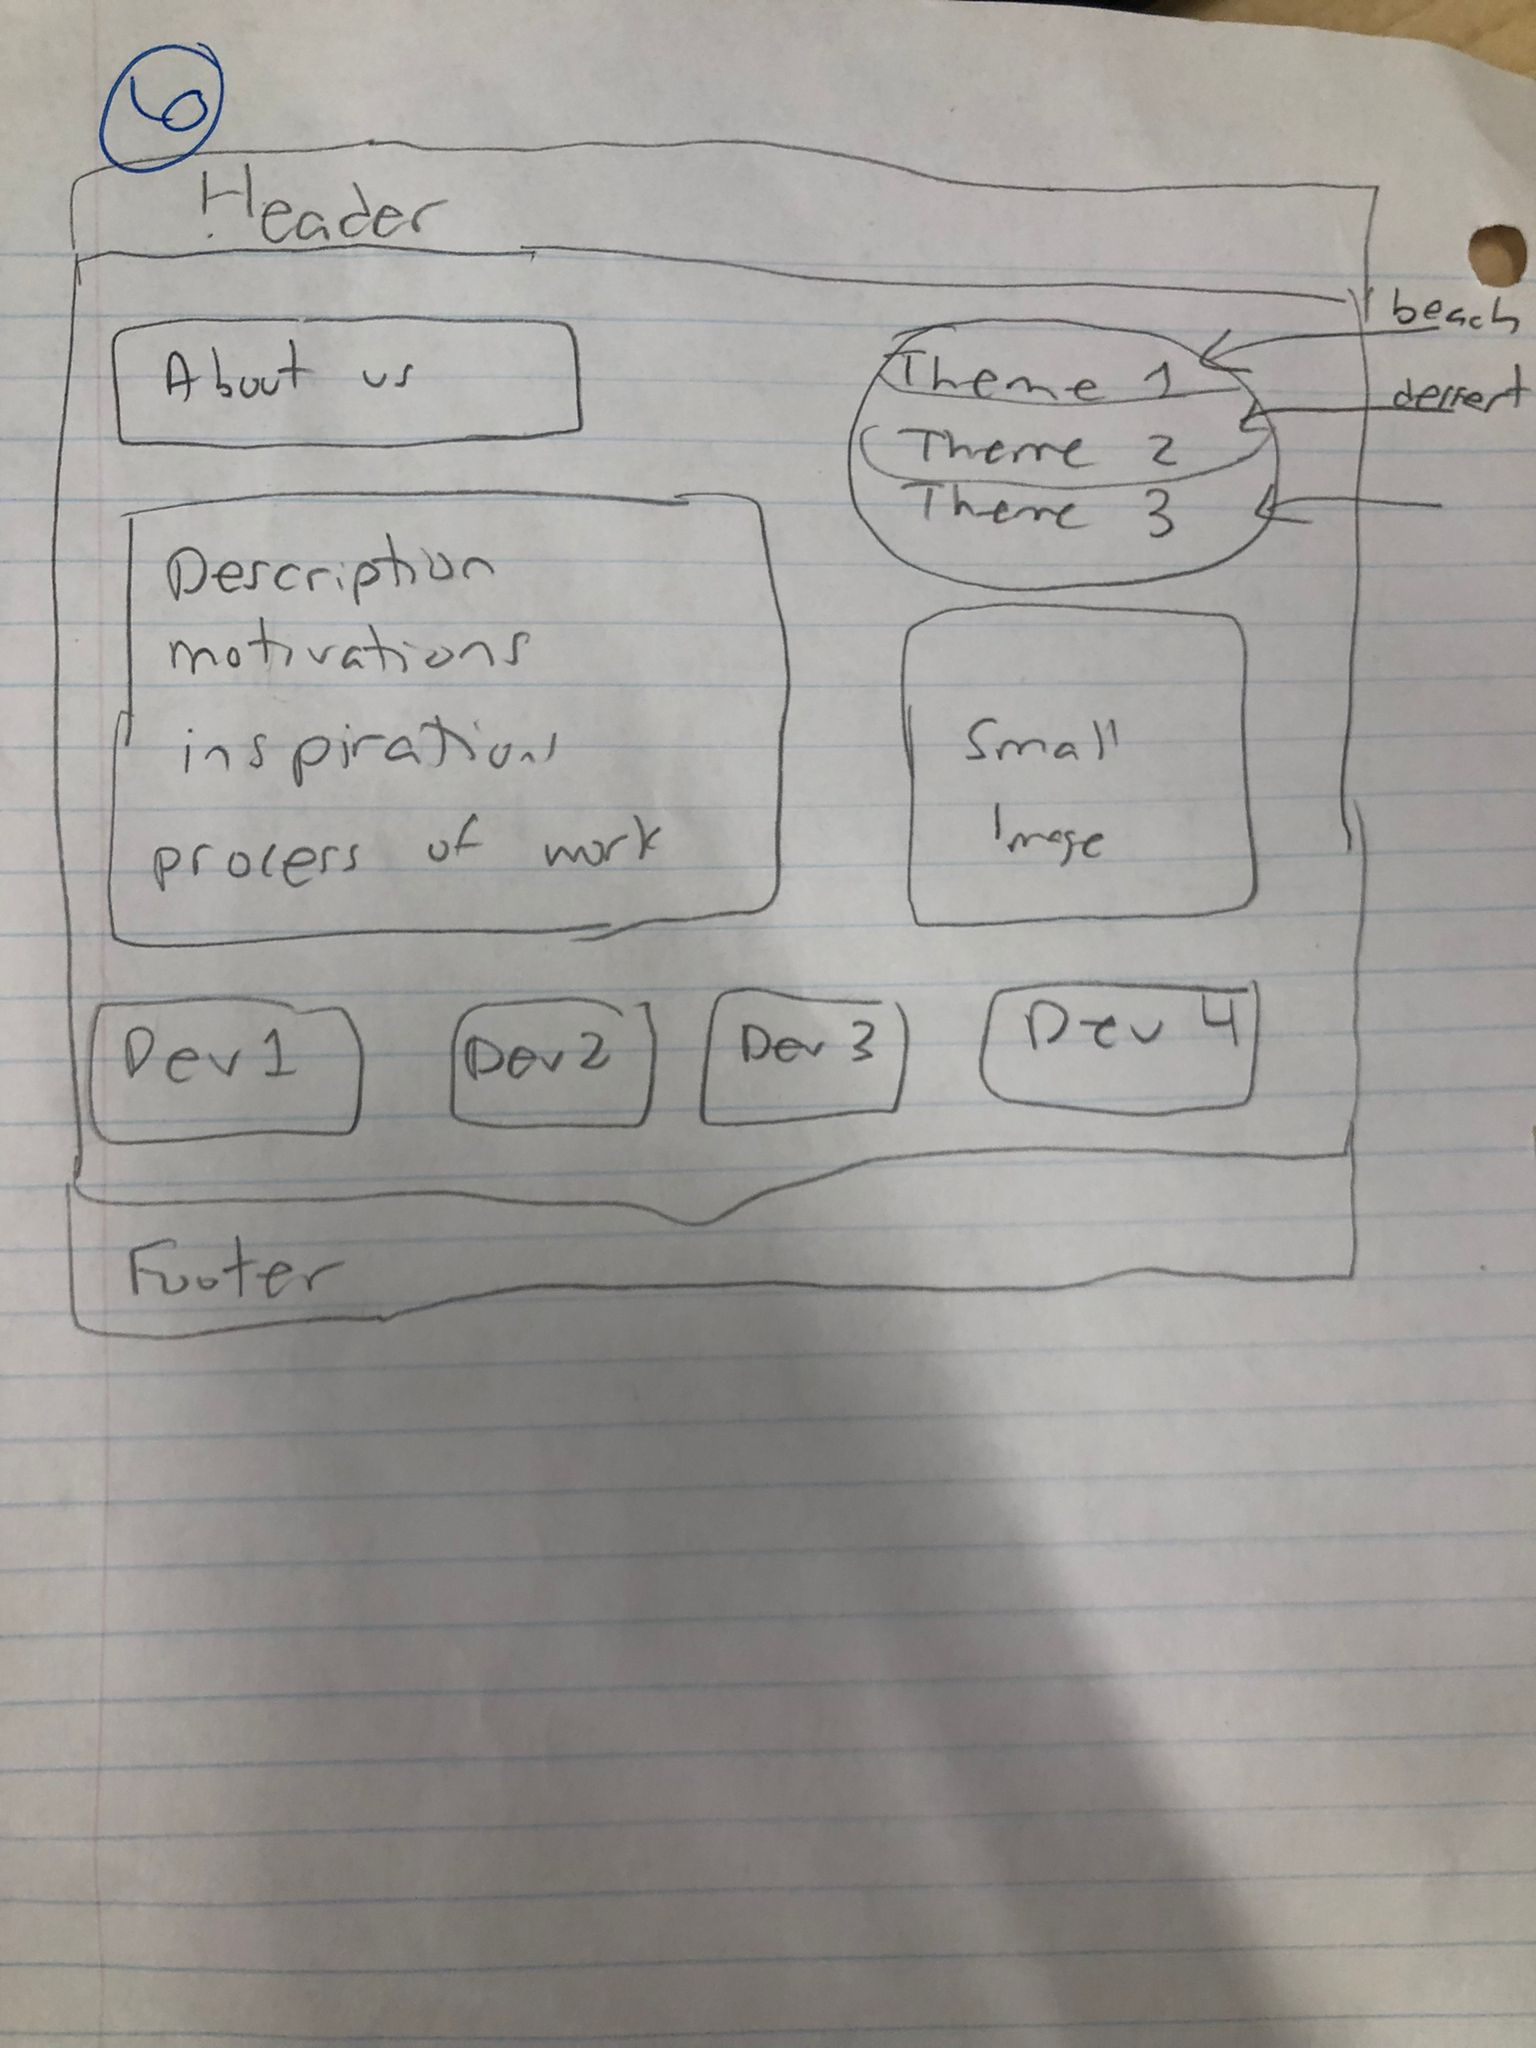 6
Header
About us
Theme 1
beach
Theme 2
dessert
Theme 3
Description
motivations
inspirations
process of work
Small
Image
Dev 1
Dev 2
Dev 3
Dev 4
Footer